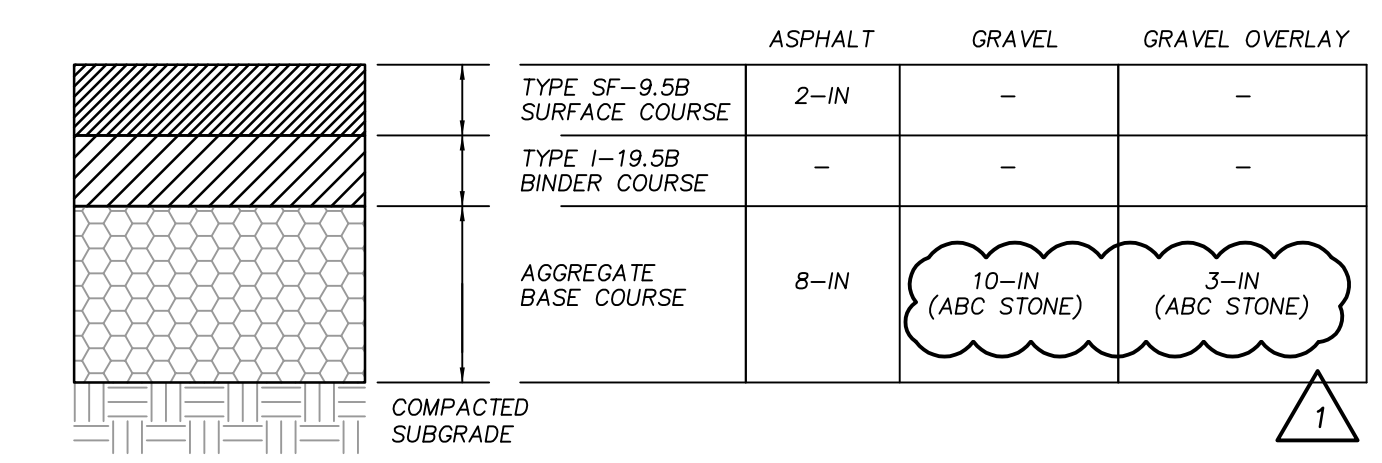 ASPHALT GRAVEL GRAVEL OVERLAY
TYPE SF-9.5B
SURFACE COURSE 2-IN - -
TYPE I-19.5B
BINDER COURSE - - -
AGGREGATE
BASE COURSE 8-IN 10-IN
(ABC STONE) 3-IN
(ABC STONE)
COMPACTED
SUBGRADE
1